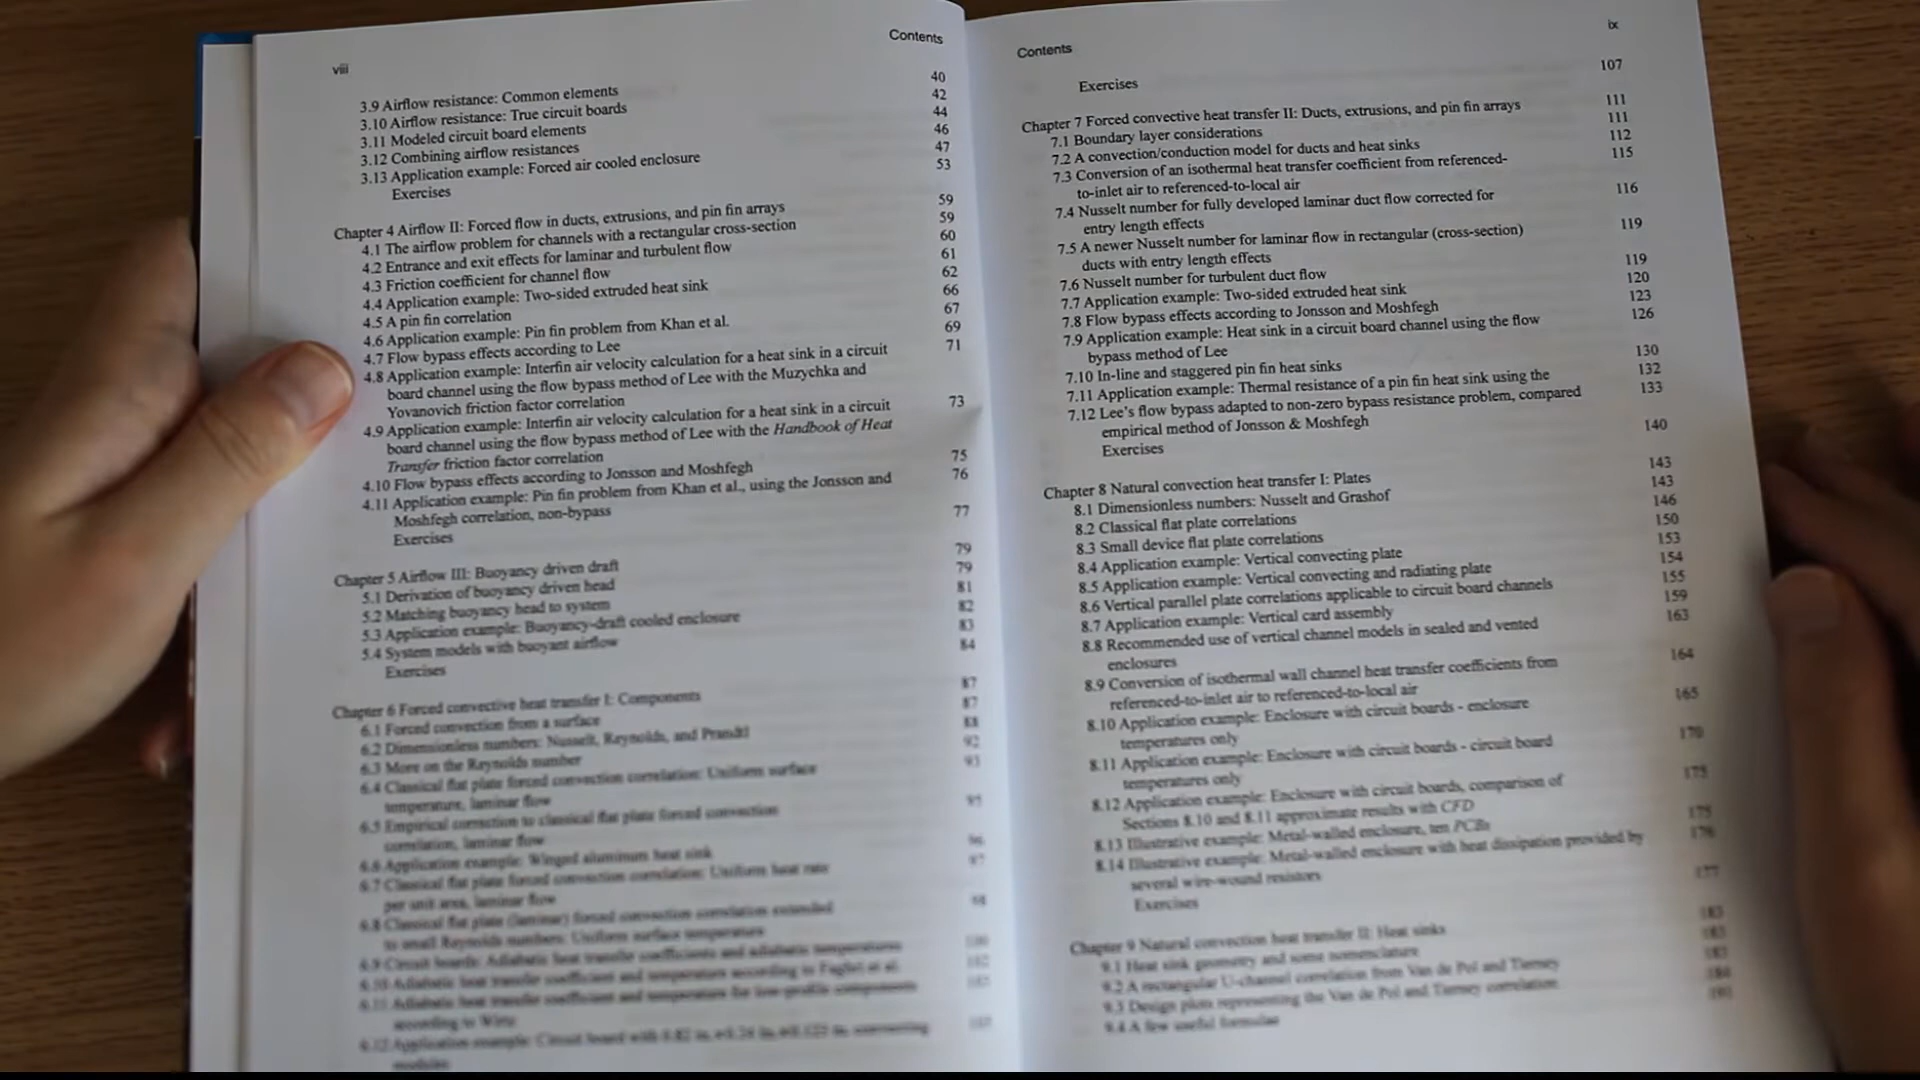 viii
Contents
3.9 Airflow resistance: Common elements 40
3.10 Airflow resistance: True circuit boards 42
3.11 Modeled circuit board elements 44
3.12 Combining airflow resistances 46
3.13 Application example: Forced air cooled enclosure 47
Exercises 53
Chapter 4 Airflow II: Forced flow in ducts, extrusions, and pin fin arrays 59
4.1 The airflow problem for channels with a rectangular cross-section 59
4.2 Entrance and exit effects for laminar and turbulent flow 60
4.3 Friction coefficient for channel flow 61
4.4 Application example: Two-sided extruded heat sink 62
4.5 A pin fin correlation 66
4.6 Application example: Pin fin problem from Khan et al. 67
4.7 Flow bypass effects according to Lee 69
4.8 Application example: Interfin air velocity calculation for a heat sink in a circuit 71
board channel using the flow bypass method of Lee with the Muzychka and
Yovanovich friction factor correlation
4.9 Application example: Interfin air velocity calculation for a heat sink in a circuit 73
board channel using the flow bypass method of Lee with the Handbook of Heat
Transfer friction factor correlation
4.10 Flow bypass effects according to Jonsson and Moshfegh 75
4.11 Application example: Pin fin problem from Khan et al., using the Jonsson and 76
Moshfegh correlation, non-bypass
Exercises 77
Chapter 5 Airflow III: Buoyancy driven draft 79
5.1 Derivation of buoyancy driven head 79
5.2 Matching buoyancy head to system 81
5.3 Application example: Buoyancy-draft cooled enclosure 82
5.4 System models with buoyant airflow 83
Exercises 84
Chapter 6 Forced convective heat transfer I: Components 87
6.1 Forced convection from a surface 87
6.2 Dimensionless numbers: Nusselt, Reynolds, and Prandtl 88
6.3 More on the Reynolds number 92
6.4 Classical flat plate forced convection correlation: Uniform surface 93
temperature, laminar flow
6.5 Empirical correction to classical flat plate forced convection
correlation, laminar flow
6.6 Application example: Winged aluminum heat sink
6.7 Classical flat plate forced convection correlation: Uniform heat rate
per unit area, laminar flow
6.8 Classical flat plate (laminar) forced convection correlation extended
to small Reynolds numbers: Uniform surface temperature
6.9 Circuit boards: Adiabatic heat transfer coefficients and adiabatic temperatures
6.10 Adiabatic heat transfer coefficient and temperature according to Faghri et al.
6.11 Adiabatic heat transfer coefficient and temperature for low-profile components
according to Wirtz
6.12 Application example: Circuit board with
modules
Contents
ix
Exercises 107
Chapter 7 Forced convective heat transfer II: Ducts, extrusions, and pin fin arrays 111
7.1 Boundary layer considerations 111
7.2 A convection/conduction model for ducts and heat sinks 112
7.3 Conversion of an isothermal heat transfer coefficient from referenced- 115
to-inlet air to referenced-to-local air
7.4 Nusselt number for fully developed laminar duct flow corrected for 116
entry length effects
7.5 A newer Nusselt number for laminar flow in rectangular (cross-section) 119
ducts with entry length effects
7.6 Nusselt number for turbulent duct flow 119
7.7 Application example: Two-sided extruded heat sink 120
7.8 Flow bypass effects according to Jonsson and Moshfegh 123
7.9 Application example: Heat sink in a circuit board channel using the flow 126
bypass method of Lee
7.10 In-line and staggered pin fin heat sinks 130
7.11 Application example: Thermal resistance of a pin fin heat sink using the 132
7.12 Lee's flow bypass adapted to non-zero bypass resistance problem, compared 133
empirical method of Jonsson & Moshfegh
Exercises 140
Chapter 8 Natural convection heat transfer I: Plates 143
8.1 Dimensionless numbers: Nusselt and Grashof 143
8.2 Classical flat plate correlations 146
8.3 Small device flat plate correlations 150
8.4 Application example: Vertical convecting plate 153
8.5 Application example: Vertical convecting and radiating plate 154
8.6 Vertical parallel plate correlations applicable to circuit board channels 155
8.7 Application example: Vertical card assembly 159
8.8 Recommended use of vertical channel models in sealed and vented 163
enclosures
8.9 Conversion of isothermal wall channel heat transfer coefficients from 164
referenced-to-inlet air to referenced-to-local air
8.10 Application example: Enclosure with circuit boards - enclosure 165
temperatures only
8.11 Application example: Enclosure with circuit boards - circuit board 170
temperatures only
8.12 Application example: Enclosure with circuit boards, comparison of 175
Sections 8.10 and 8.11 approximate results with CFD
8.13 Illustrative example: Metal-walled enclosure, ten PCBs 175
8.14 Illustrative example: Metal-walled enclosure with heat dissipation provided by 176
several wire-wound resistors
Exercises 177
Chapter 9 Natural convection heat transfer II: Heat sinks 183
9.1 Heat sink geometry and some nomenclature 183
9.2 A rectangular U-channel correlation from Van de Pol and Tierney
9.3 Design plots representing the Van de Pol and Tierney correlation
9.4 A few useful formulae